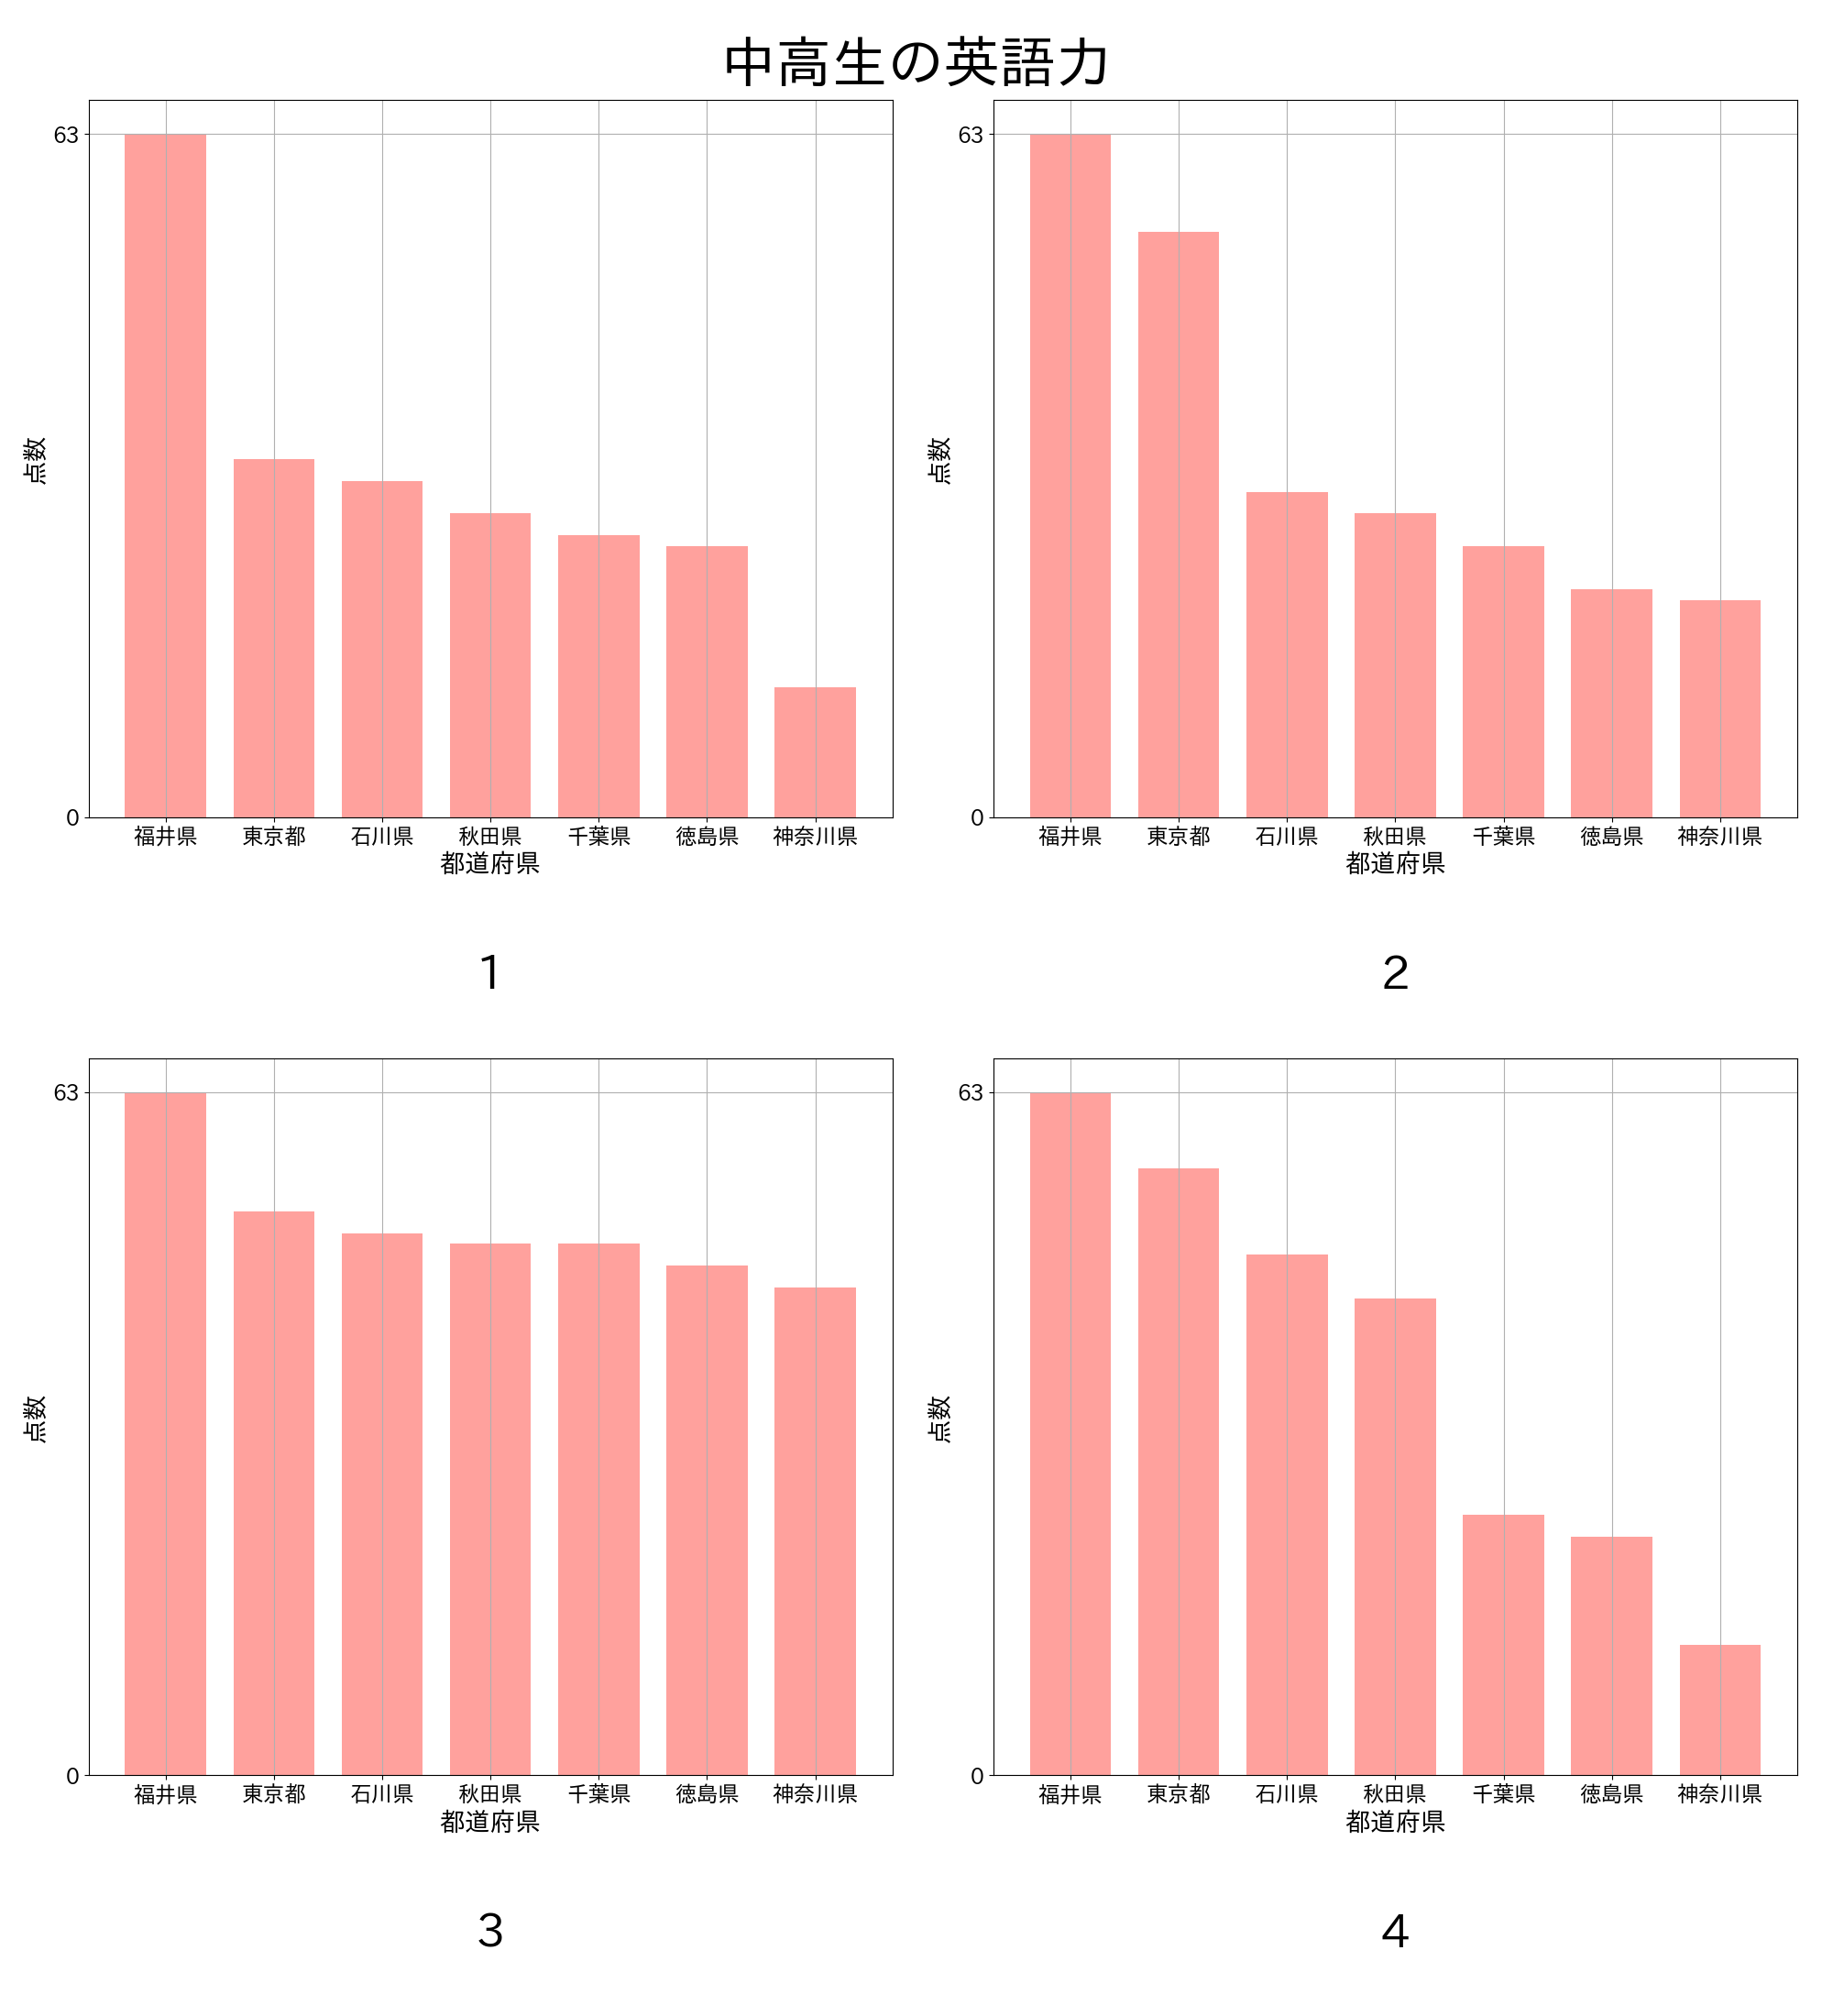 中高生の英語力
63
0
点数
福井県 東京都 石川県 秋田県 千葉県 徳島県 神奈川県
都道府県
1
63
0
点数
福井県 東京都 石川県 秋田県 千葉県 徳島県 神奈川県
都道府県
2
63
0
点数
福井県 東京都 石川県 秋田県 千葉県 徳島県 神奈川県
都道府県
3
63
0
点数
福井県 東京都 石川県 秋田県 千葉県 徳島県 神奈川県
都道府県
4